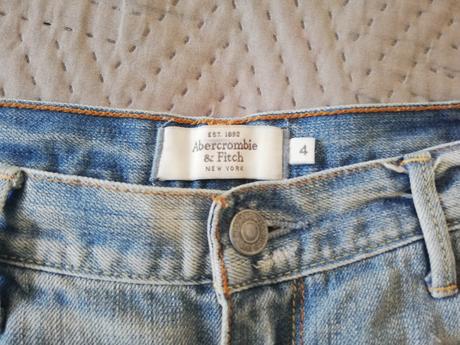 EST. 1892
Abercrombie
& Fitch
NEW YORK
4